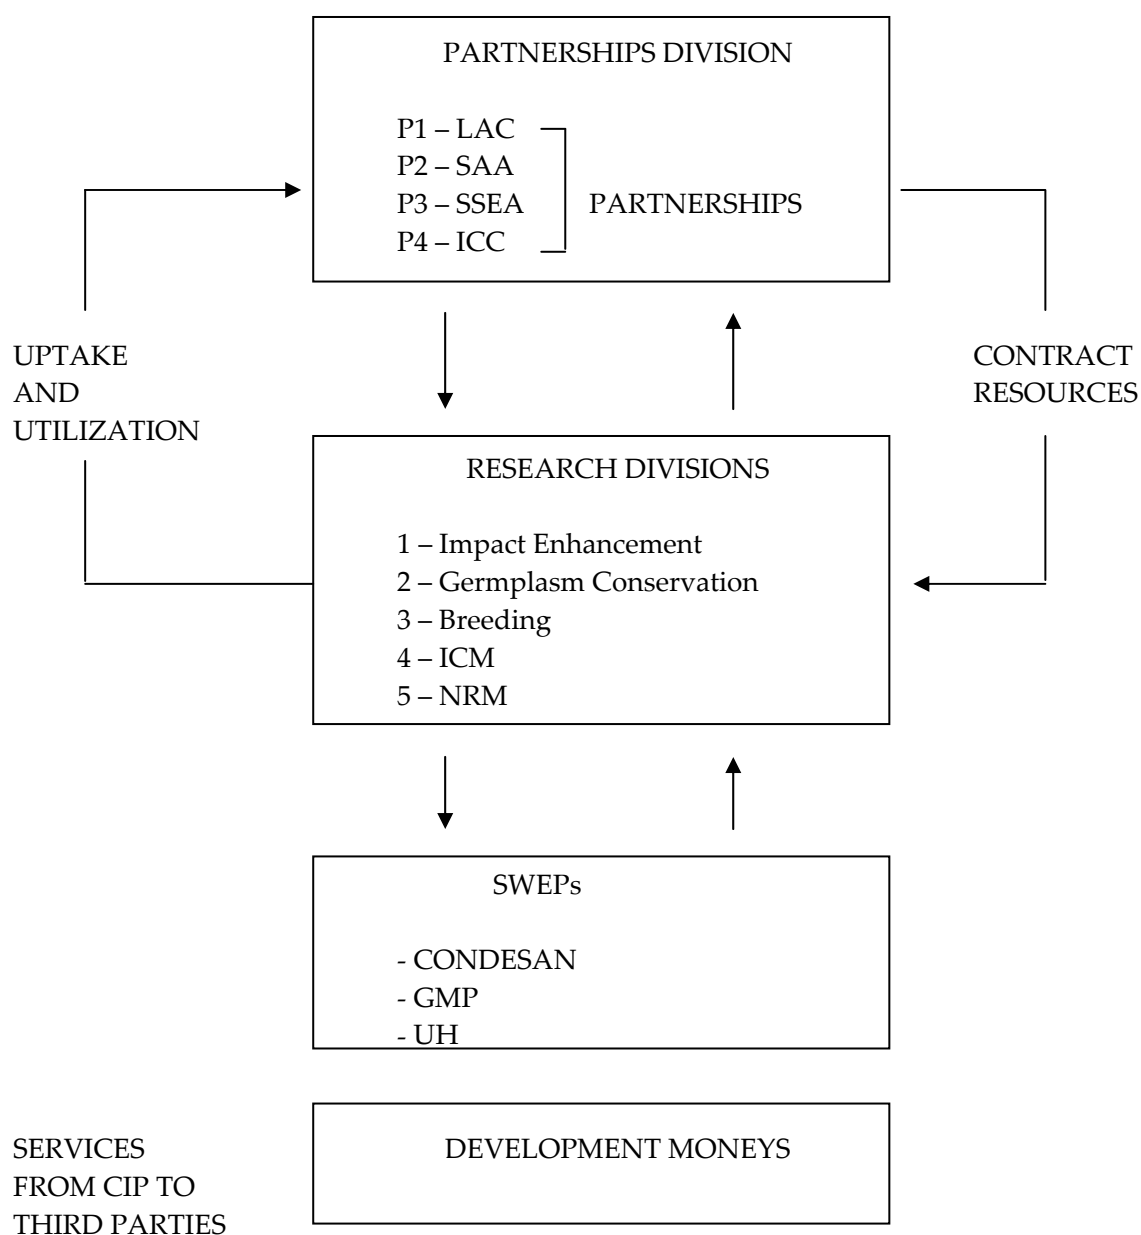 PARTNERSHIPS DIVISION
P1 – LAC
P2 – SAA
P3 – SSEA
PARTNERSHIPS
P4 – ICC
UPTAKE
AND
UTILIZATION
CONTRACT
RESOURCES
RESEARCH DIVISIONS
1 – Impact Enhancement
2 – Germplasm Conservation
3 – Breeding
4 – ICM
5 – NRM
SWEPs
- CONDESAN
- GMP
- UH
SERVICES
FROM CIP TO
THIRD PARTIES
DEVELOPMENT MONEYS